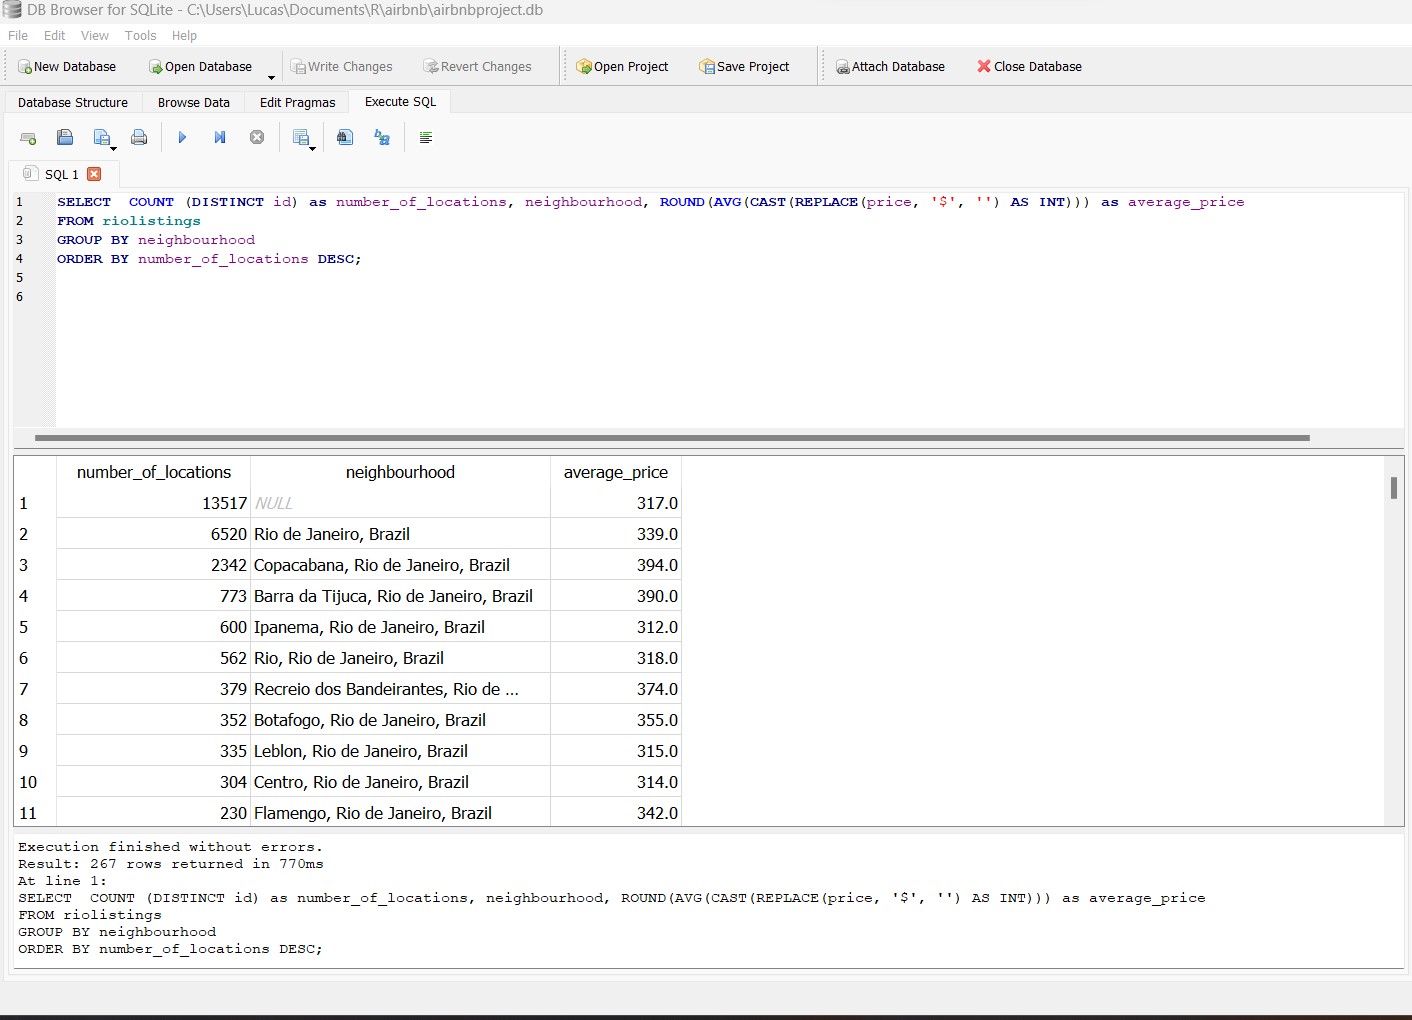 DB Browser for SQLite - C:\Users\Lucas\Documents\R\airbnb\airbnbproject.db
File Edit View Tools Help
New Database Open Database Write Changes Revert Changes Open Project Save Project Attach Database Close Database
Database Structure Browse Data Edit Pragmas Execute SQL
SQL 1
1 SELECT  COUNT (DISTINCT id) as number_of_locations, neighbourhood, ROUND(AVG(CAST(REPLACE(price, '$', '') AS INT))) as average_price
2 FROM riolistings
3 GROUP BY neighbourhood
4 ORDER BY number_of_locations DESC;
5
6
number_of_locations neighbourhood average_price
1 13517 NULL 317.0
2 6520 Rio de Janeiro, Brazil 339.0
3 2342 Copacabana, Rio de Janeiro, Brazil 394.0
4 773 Barra da Tijuca, Rio de Janeiro, Brazil 390.0
5 600 Ipanema, Rio de Janeiro, Brazil 312.0
6 562 Rio, Rio de Janeiro, Brazil 318.0
7 379 Recreio dos Bandeirantes, Rio de ... 374.0
8 352 Botafogo, Rio de Janeiro, Brazil 355.0
9 335 Leblon, Rio de Janeiro, Brazil 315.0
10 304 Centro, Rio de Janeiro, Brazil 314.0
11 230 Flamengo, Rio de Janeiro, Brazil 342.0
Execution finished without errors.
Result: 267 rows returned in 770ms
At line 1:
SELECT  COUNT (DISTINCT id) as number_of_locations, neighbourhood, ROUND(AVG(CAST(REPLACE(price, '$', '') AS INT))) as average_price
FROM riolistings
GROUP BY neighbourhood
ORDER BY number_of_locations DESC;